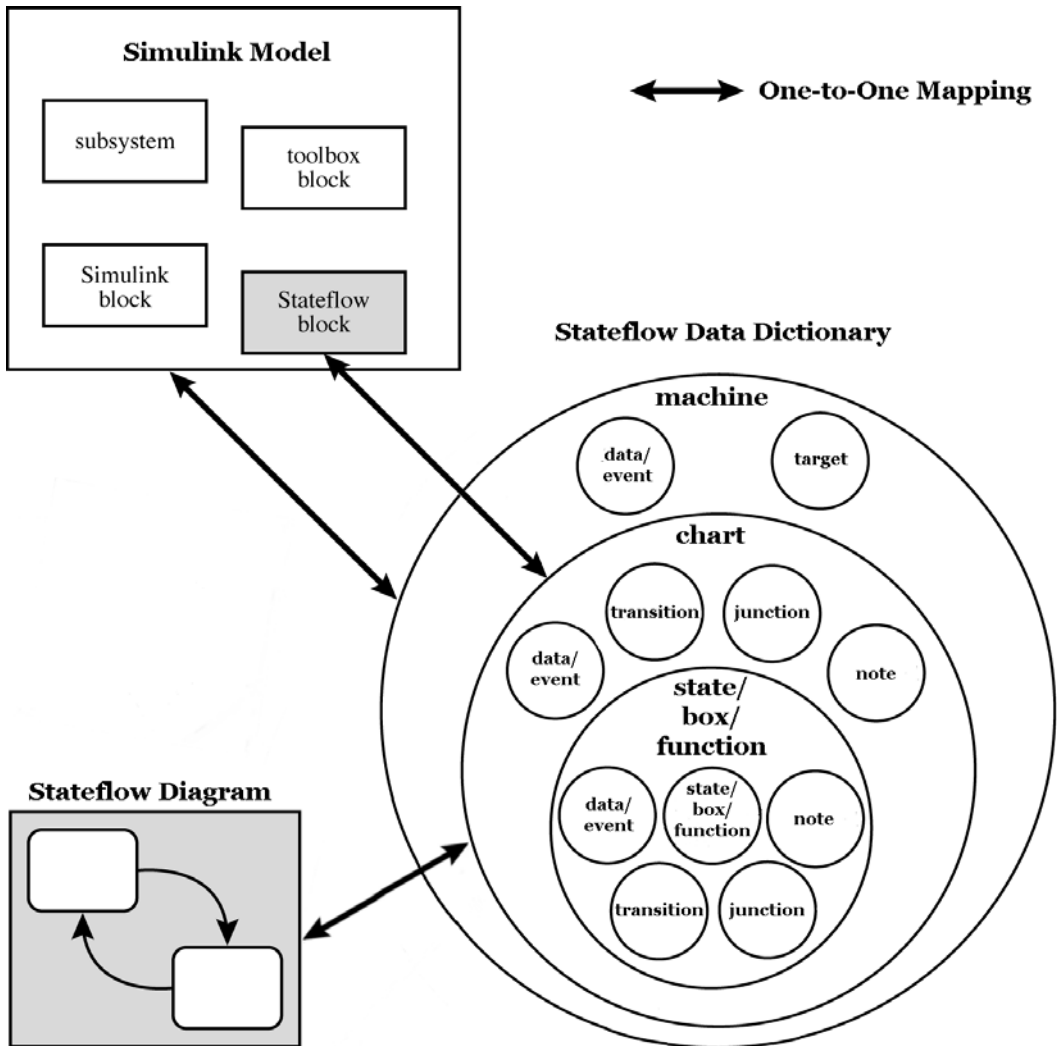 Simulink Model
subsystem
toolbox
block
Simulink
block
Stateflow
block
One-to-One Mapping
Stateflow Data Dictionary
machine
data/
event
target
chart
transition
junction
data/
event
note
state/
box/
function
data/
event
state/
box/
function
note
transition
junction
Stateflow Diagram